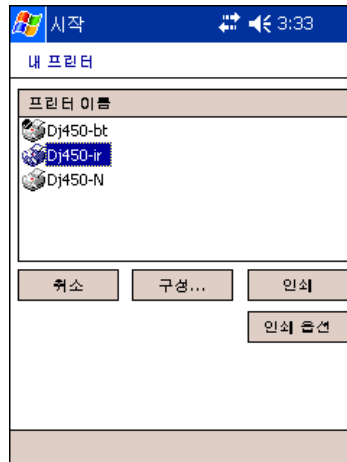 시작 3:33
내 프린터
프린터 이름
Dj450-bt
Dj450-ir
Dj450-N
취소 구성... 인쇄
인쇄 옵션